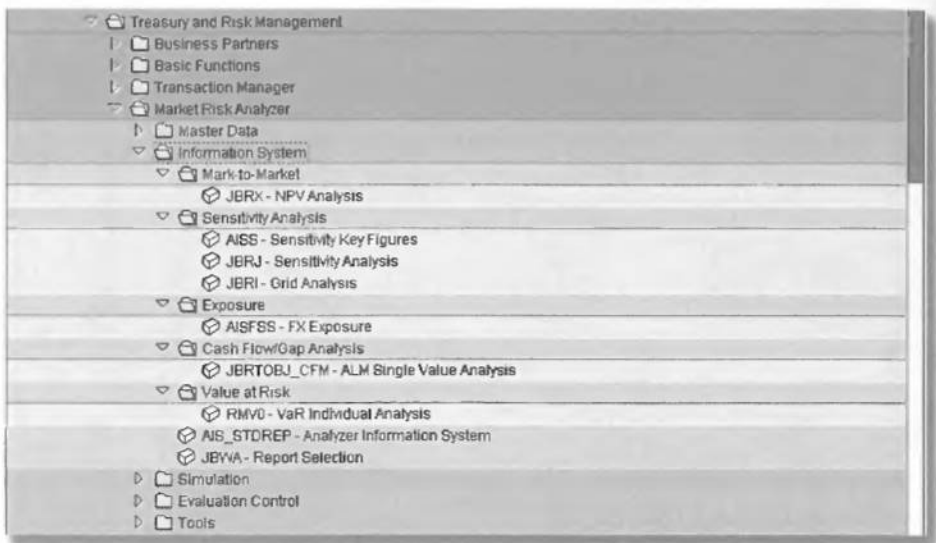 Treasury and Risk Management
Business Partners
Basic Functions
Transaction Manager
Market Risk Analyzer
Master Data
Information System
Mark-to-Market
JBRX - NPV Analysis
Sensitivity Analysis
AISS - Sensitivity Key Figures
JBRJ - Sensitivity Analysis
JBRI - Grid Analysis
Exposure
AISFSS - FX Exposure
Cash Flow/Gap Analysis
JBRTOBJ_CFM - ALM Single Value Analysis
Value at Risk
RMV0 - VaR Individual Analysis
AIS_STDREP - Analyzer Information System
JBWA - Report Selection
Simulation
Evaluation Control
Tools